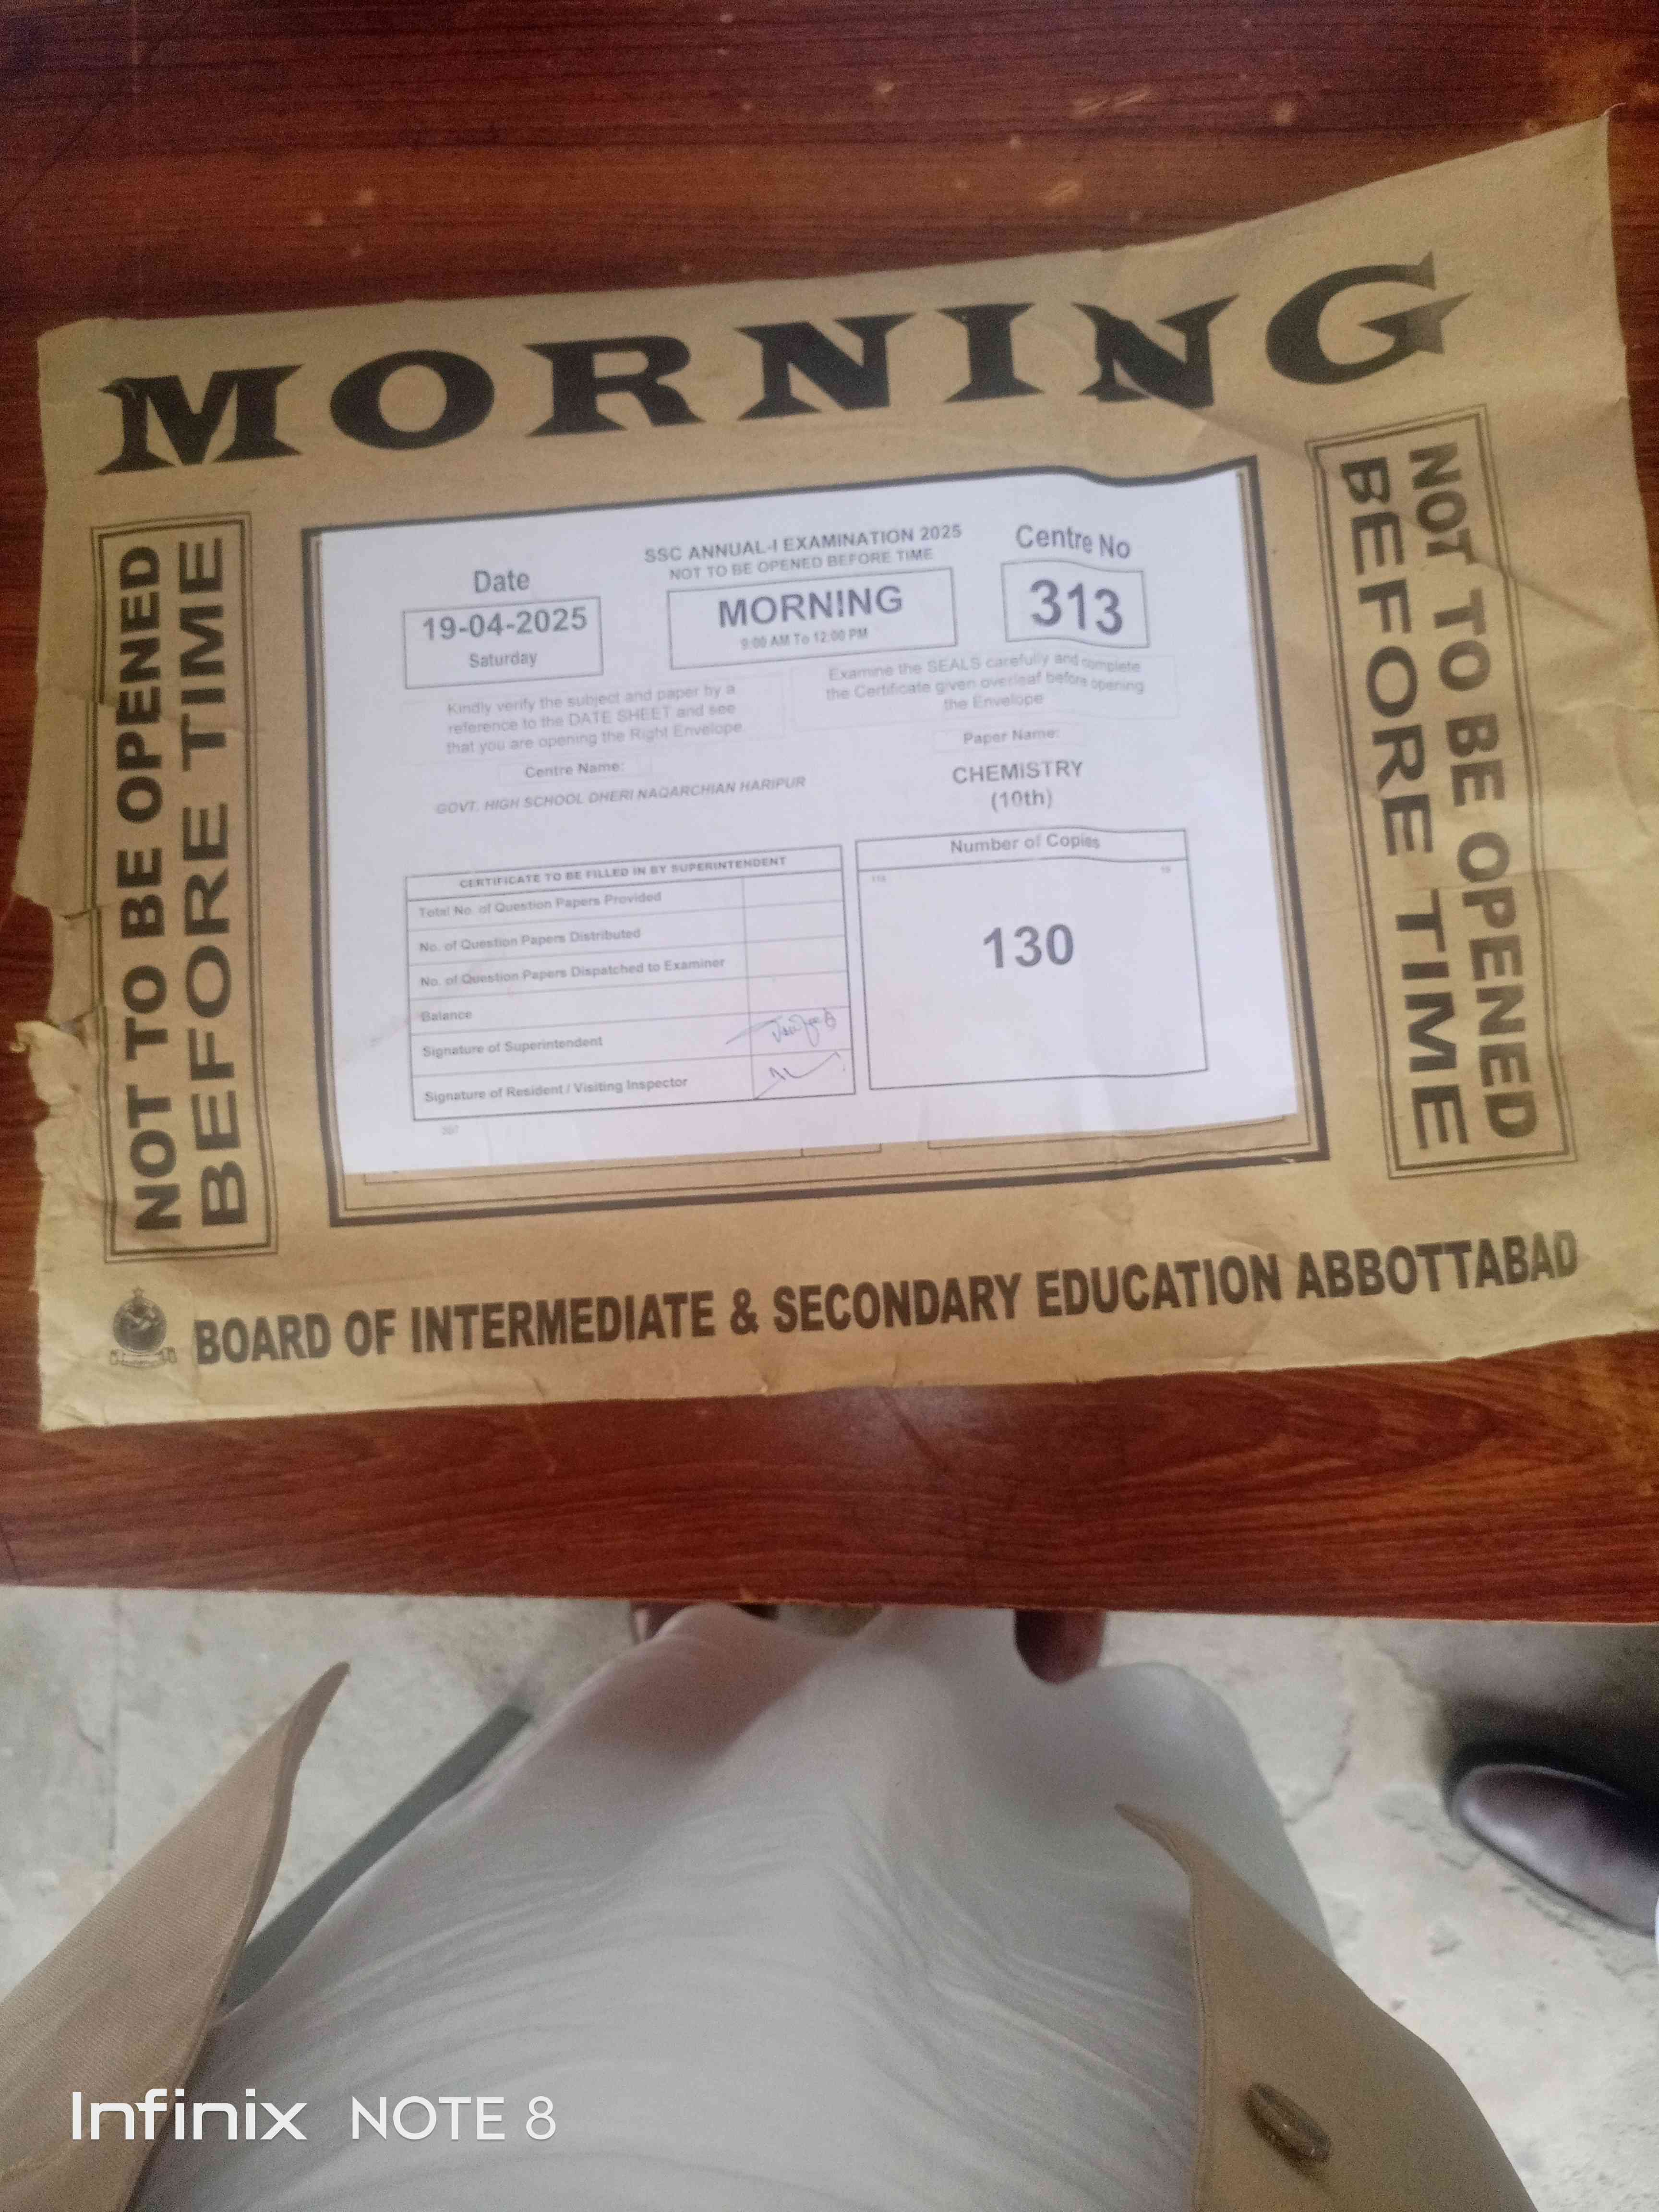 MORNING
NOT TO BE OPENED
BEFORE TIME
Date
19-04-2025
Saturday
SSC ANNUAL-I EXAMINATION 2025
NOT TO BE OPENED BEFORE TIME
MORNING
9:00 AM To 12:00 PM
Centre No
313
Kindly verify the subject and paper by a
reference to the DATE SHEET and see
that you are opening the Right Envelope.
Examine the SEALS carefully and complete
the Certificate given overleaf before opening
the Envelope
Centre Name:
GOVT. HIGH SCHOOL DHERI NAQARCHIAN HARIPUR
Paper Name:
CHEMISTRY
(10th)
CERTIFICATE TO BE FILLED IN BY SUPERINTENDENT
Total No. of Question Papers Provided
No. of Question Papers Distributed
No. of Question Papers Dispatched to Examiner
Balance
Signature of Superintendent
Signature of Resident / Visiting Inspector
Number of Copies
130
NOT TO BE OPENED
BEFORE TIME
BOARD OF INTERMEDIATE & SECONDARY EDUCATION ABBOTTABAD
Infinix NOTE 8